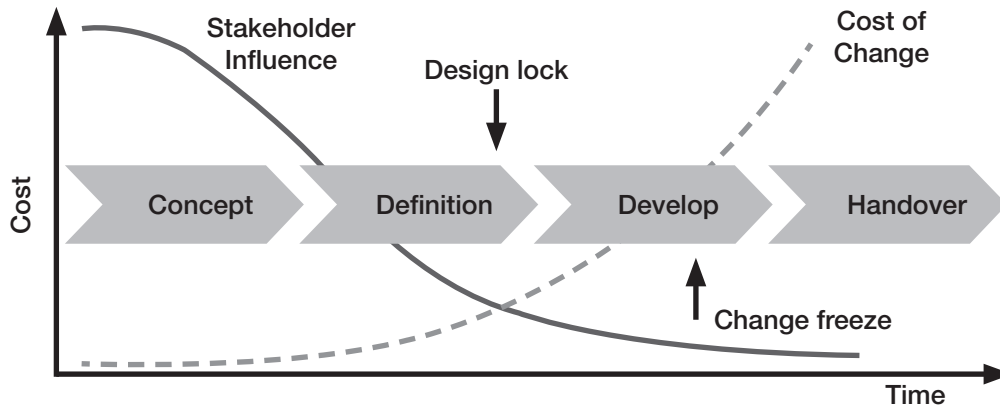 Stakeholder
Influence
Cost of
Change
Design lock
Cost
Concept
Definition
Develop
Handover
Change freeze
Time